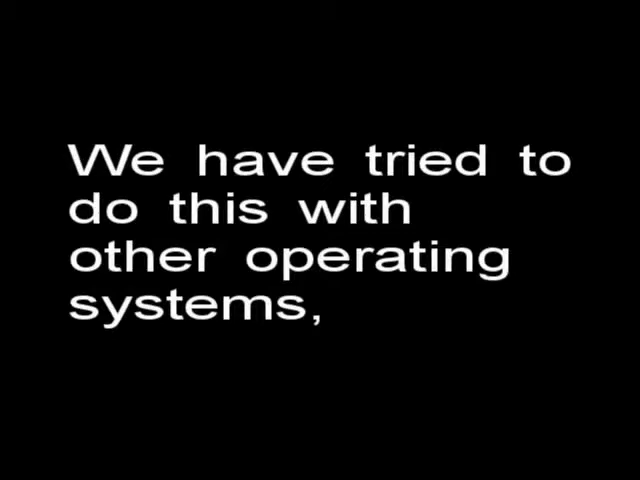 We have tried to
do this with
other operating
systems,